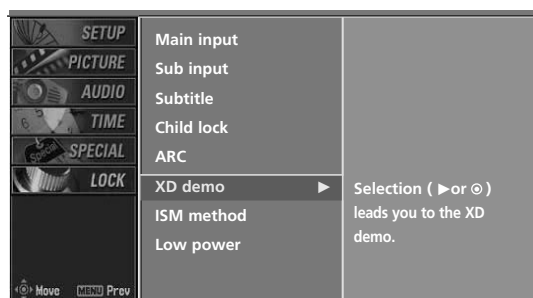 SETUP
PICTURE
AUDIO
TIME
SPECIAL
LOCK
Move MENU Prev
Main input
Sub input
Subtitle
Child lock
ARC
XD demo ▶
ISM method
Low power
Selection ( ▶or ⊙ )
leads you to the XD
demo.